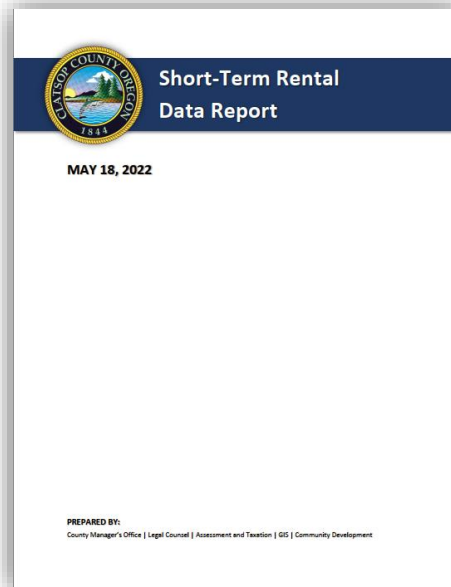 CLATSOP COUNTY OREGON
1844
Short-Term Rental
Data Report
MAY 18, 2022
PREPARED BY:
County Manager's Office | Legal Counsel | Assessment and Taxation | GIS | Community Development